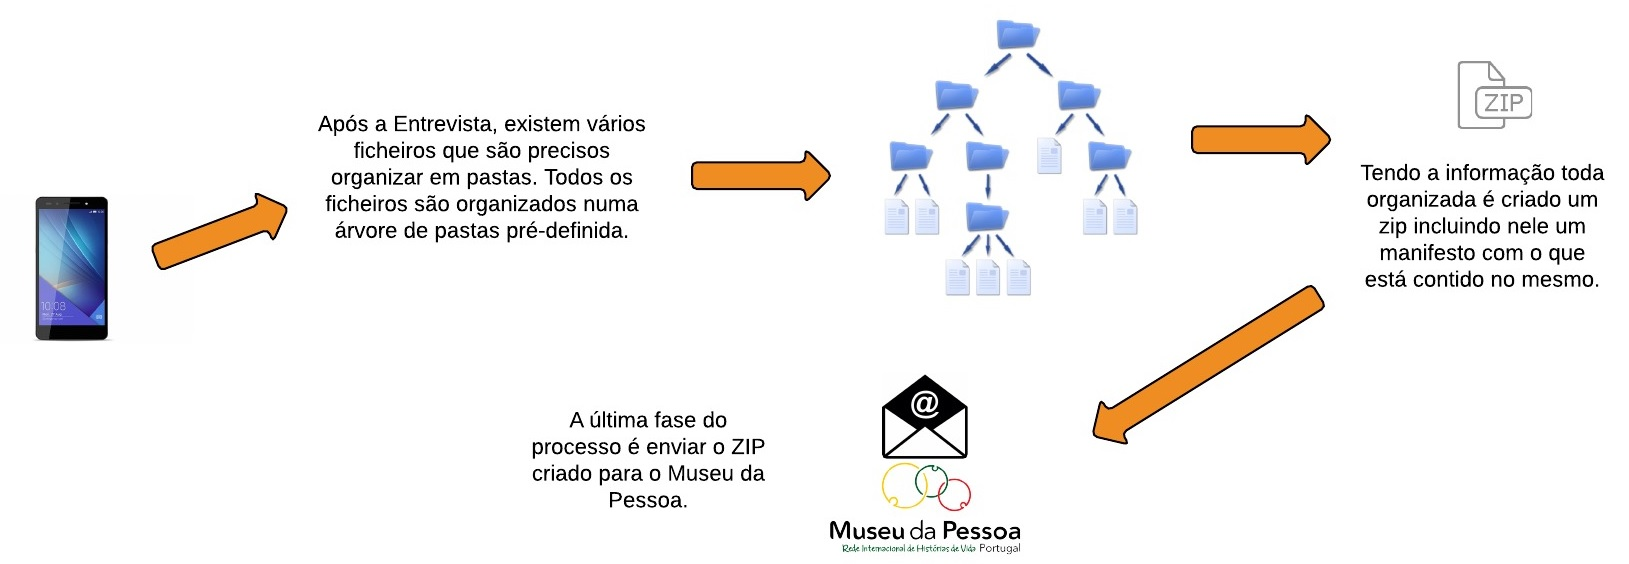 Após a Entrevista, existem vários
ficheiros que são precisos
organizar em pastas. Todos os
ficheiros são organizados numa
árvore de pastas pré-definida.
ZIP
Tendo a informação toda
organizada é criado um
zip incluindo nele um
manifesto com o que
está contido no mesmo.
10:08
A última fase do
processo é enviar o ZIP
criado para o Museu da
Pessoa.
@
Museu da Pessoa
Rede Internacional de Histórias de Vida Portugal